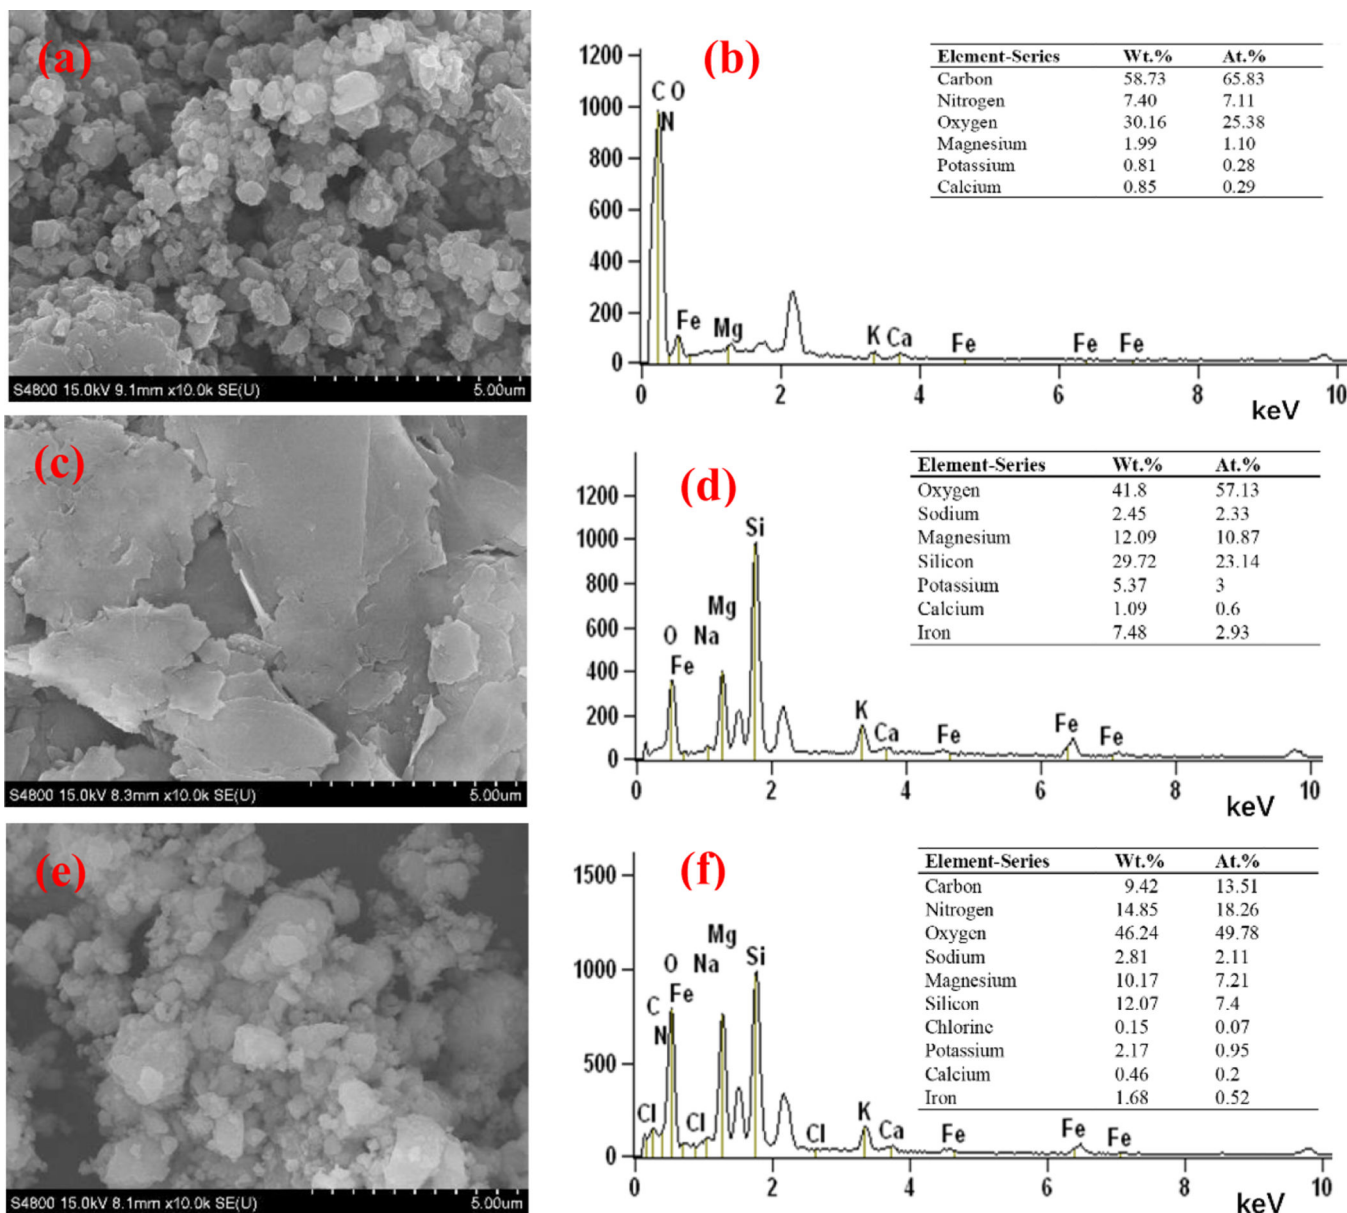 (a)
S4800 15.0kV 9.1mm x10.0k SE(U) 5.00um
(b)
1200
1000
800
600
400
200
0
C O
N
Fe
Mg
K
Ca
Fe
Fe
Fe
0 2 4 6 8 10
keV
Element-Series Wt.% At.%
Carbon 58.73 65.83
Nitrogen 7.40 7.11
Oxygen 30.16 25.38
Magnesium 1.99 1.10
Potassium 0.81 0.28
Calcium 0.85 0.29
(c)
S4800 15.0kV 8.3mm x10.0k SE(U) 5.00um
(d)
1200
1000
800
600
400
200
0
Si
Mg
O
Na
Fe
K
Ca
Fe
Fe
Fe
0 2 4 6 8 10
keV
Element-Series Wt.% At.%
Oxygen 41.8 57.13
Sodium 2.45 2.33
Magnesium 12.09 10.87
Silicon 29.72 23.14
Potassium 5.37 3
Calcium 1.09 0.6
Iron 7.48 2.93
(e)
S4800 15.0kV 8.1mm x10.0k SE(U) 5.00um
(f)
1500
1000
500
0
Mg
Si
O
Na
Fe
C
N
Cl
Cl
Cl
K
Ca
Fe
Fe
Fe
0 2 4 6 8 10
keV
Element-Series Wt.% At.%
Carbon 9.42 13.51
Nitrogen 14.85 18.26
Oxygen 46.24 49.78
Sodium 2.81 2.11
Magnesium 10.17 7.21
Silicon 12.07 7.4
Chlorine 0.15 0.07
Potassium 2.17 0.95
Calcium 0.46 0.2
Iron 1.68 0.52